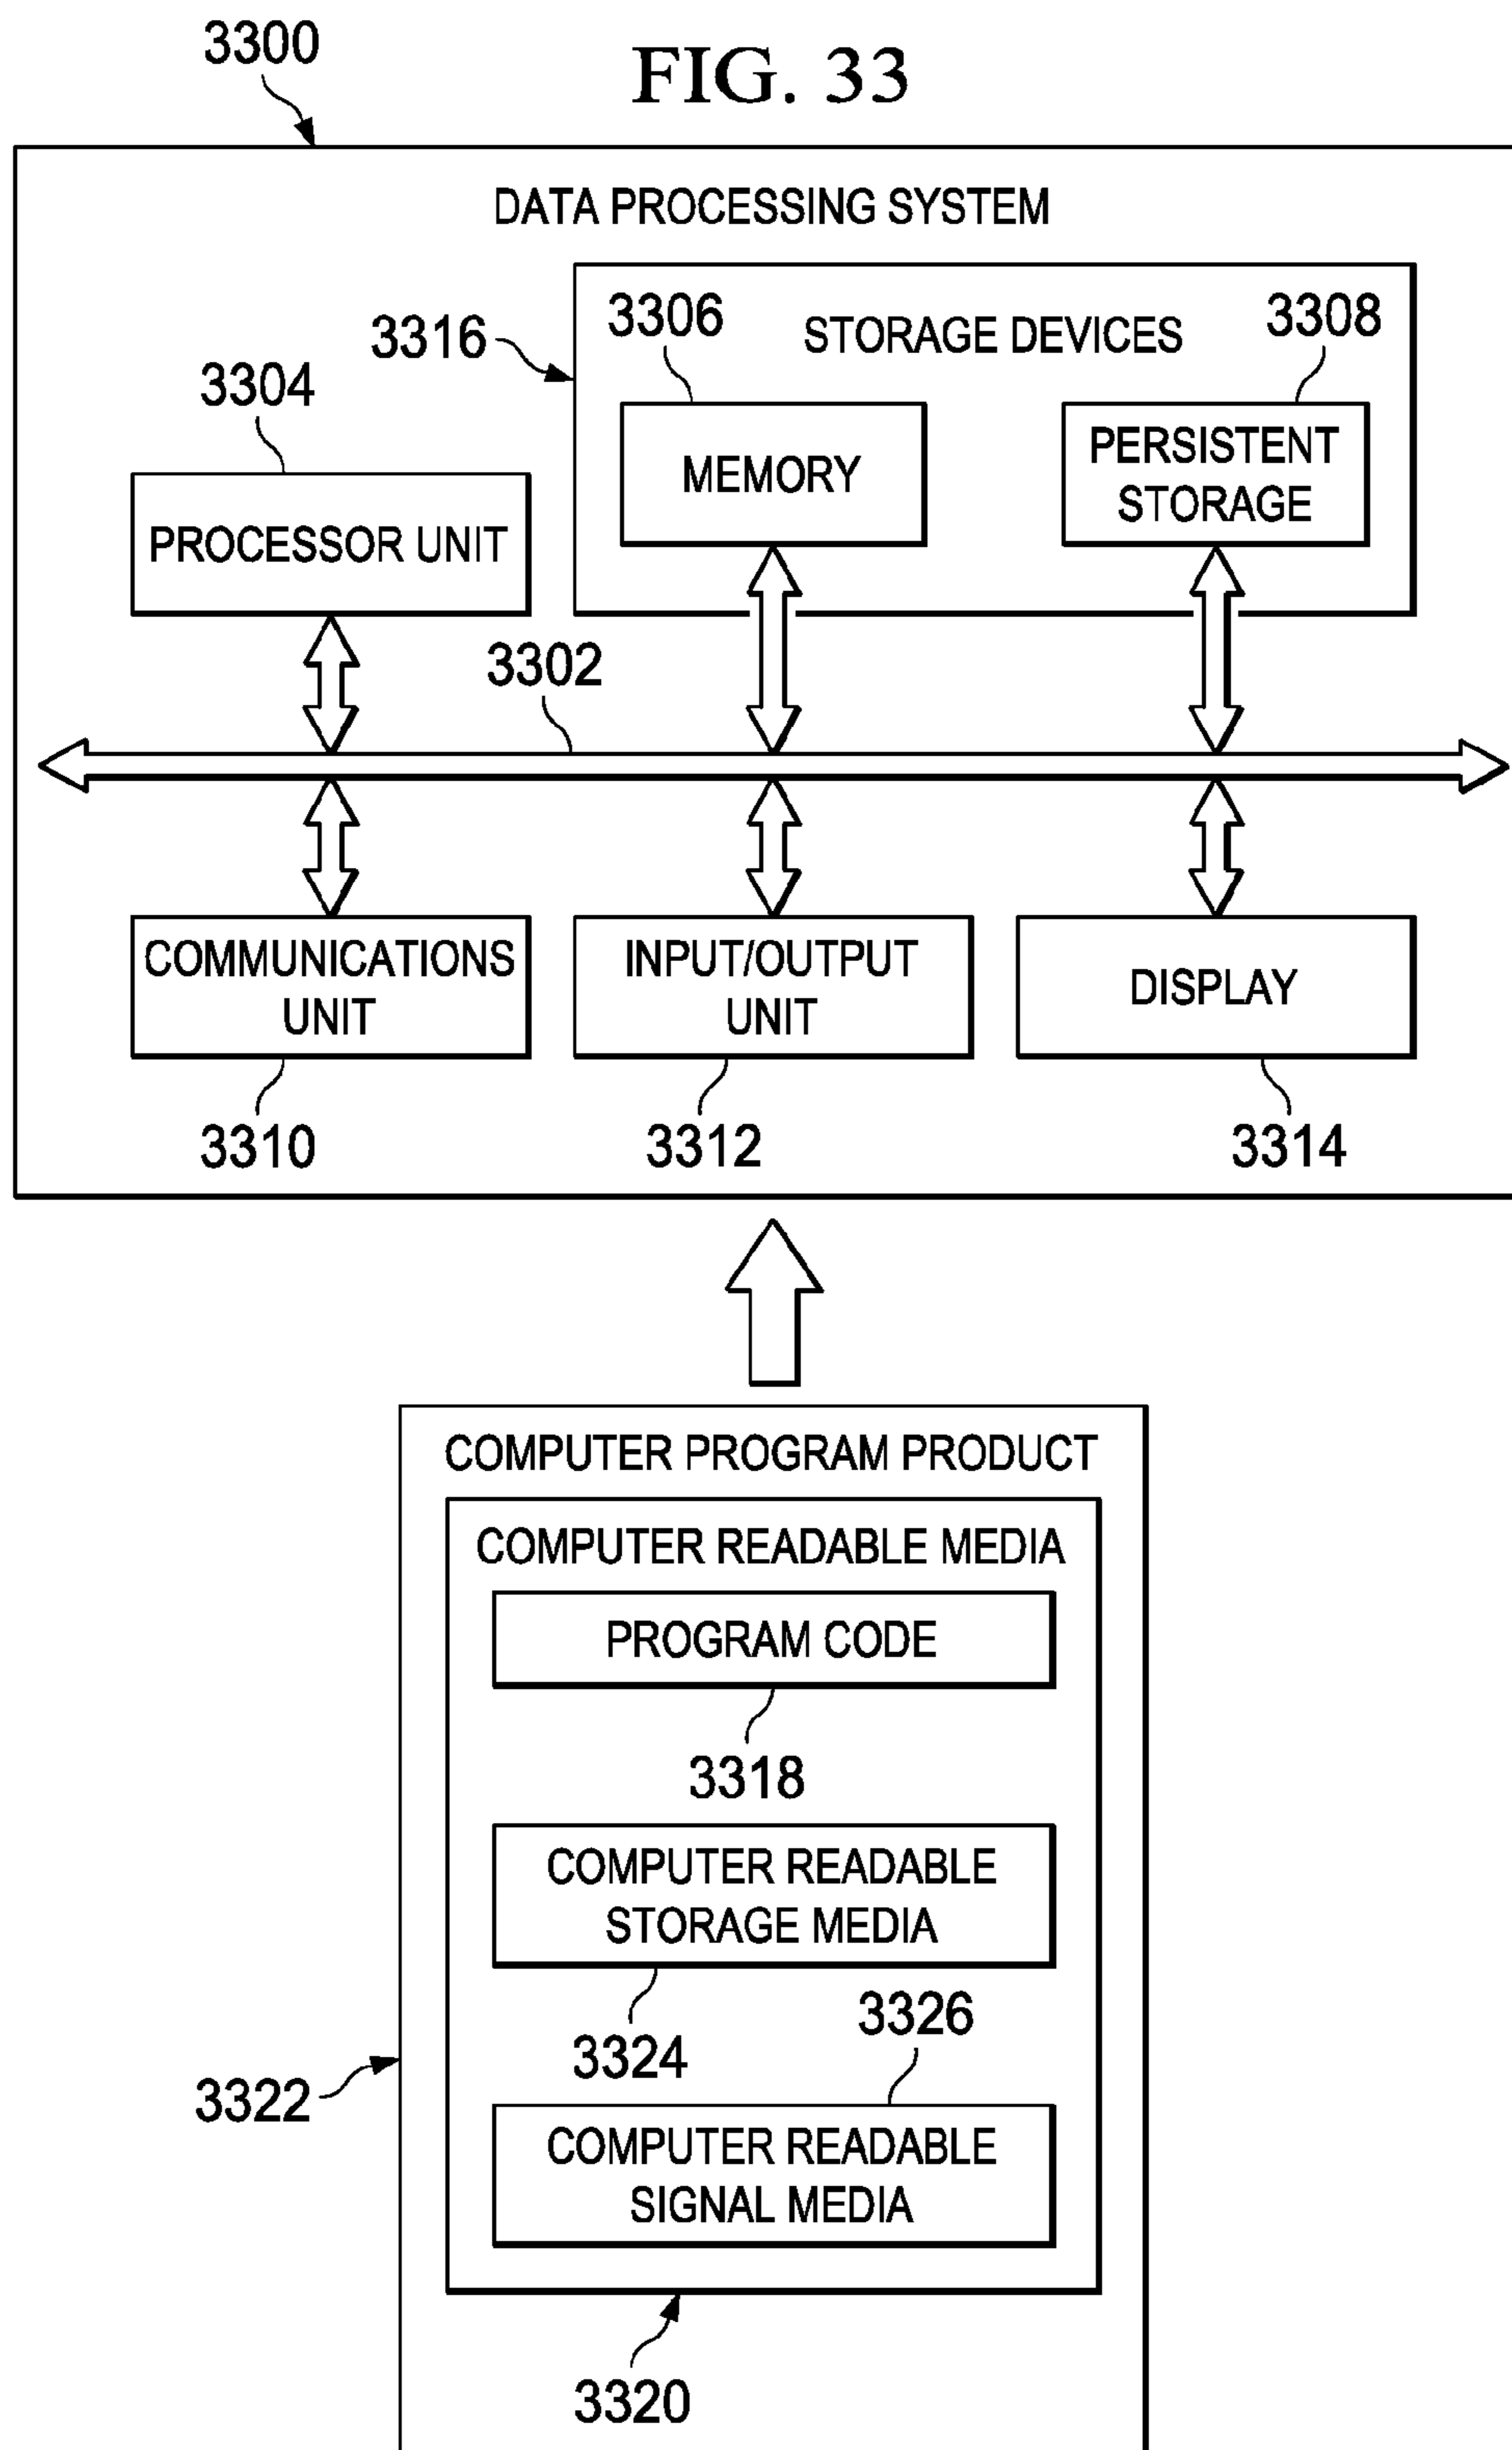 3300
FIG. 33
DATA PROCESSING SYSTEM
3316
3306
STORAGE DEVICES
3308
3304
MEMORY
PERSISTENT
STORAGE
PROCESSOR UNIT
3302
COMMUNICATIONS
UNIT
INPUT/OUTPUT
UNIT
DISPLAY
3310
3312
3314
COMPUTER PROGRAM PRODUCT
COMPUTER READABLE MEDIA
PROGRAM CODE
3318
COMPUTER READABLE
STORAGE MEDIA
3324
3326
3322
COMPUTER READABLE
SIGNAL MEDIA
3320